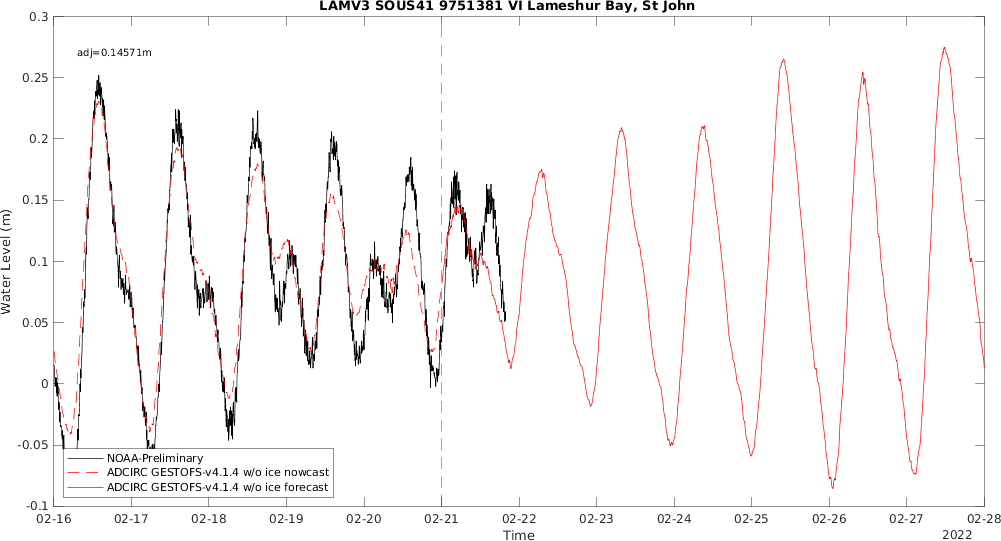 LAMV3 SOUS41 9751381 VI Lameshur Bay, St John
adj=0.14571m
0.3
0.25
0.2
0.15
0.1
0.05
0
-0.05
-0.1
Water Level (m)
NOAA-Preliminary
ADCIRC GESTOFS-v4.1.4 w/o ice nowcast
ADCIRC GESTOFS-v4.1.4 w/o ice forecast
02-16 02-17 02-18 02-19 02-20 02-21 02-22 02-23 02-24 02-25 02-26 02-27 02-28
Time
2022